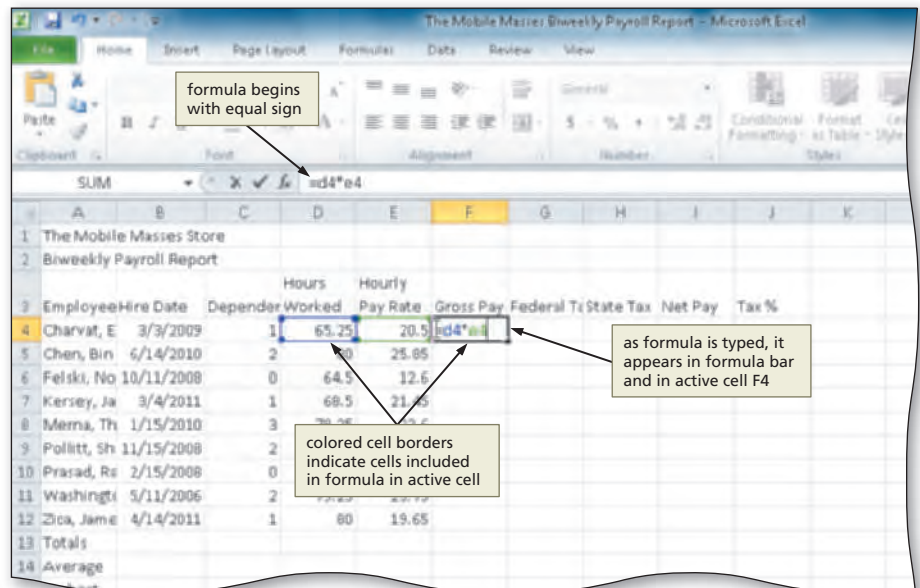 The Mobile Masses Biweekly Payroll Report - Microsoft Excel
File Home Insert Page Layout Formulas Data Review View
formula begins
with equal sign
Paste
General
Conditional Formatting
Format as Table
Clipboard Font Alignment Number Styles
SUM =d4*e4
A B C D E F G H I J K
1 The Mobile Masses Store
2 Biweekly Payroll Report
Hours Hourly
3 Employee Hire Date Depender Worked Pay Rate Gross Pay Federal Ta State Tax Net Pay Tax %
4 Charvat, E 3/3/2009 1 65.25 20.5 =d4*e4
5 Chen, Bin 6/14/2010 2 80 25.85
6 Felski, No 10/11/2008 0 64.5 12.6
7 Kersey, Ja 3/4/2011 1 68.5 21.45
8 Merna, Th 1/15/2010 3
9 Pollitt, Sh 11/15/2008 2
10 Prasad, Ra 2/15/2008 0
11 Washingt 5/11/2006 2
12 Zica, Jame 4/14/2011 1 80 19.65
13 Totals
14 Average
as formula is typed, it
appears in formula bar
and in active cell F4
colored cell borders
indicate cells included
in formula in active cell